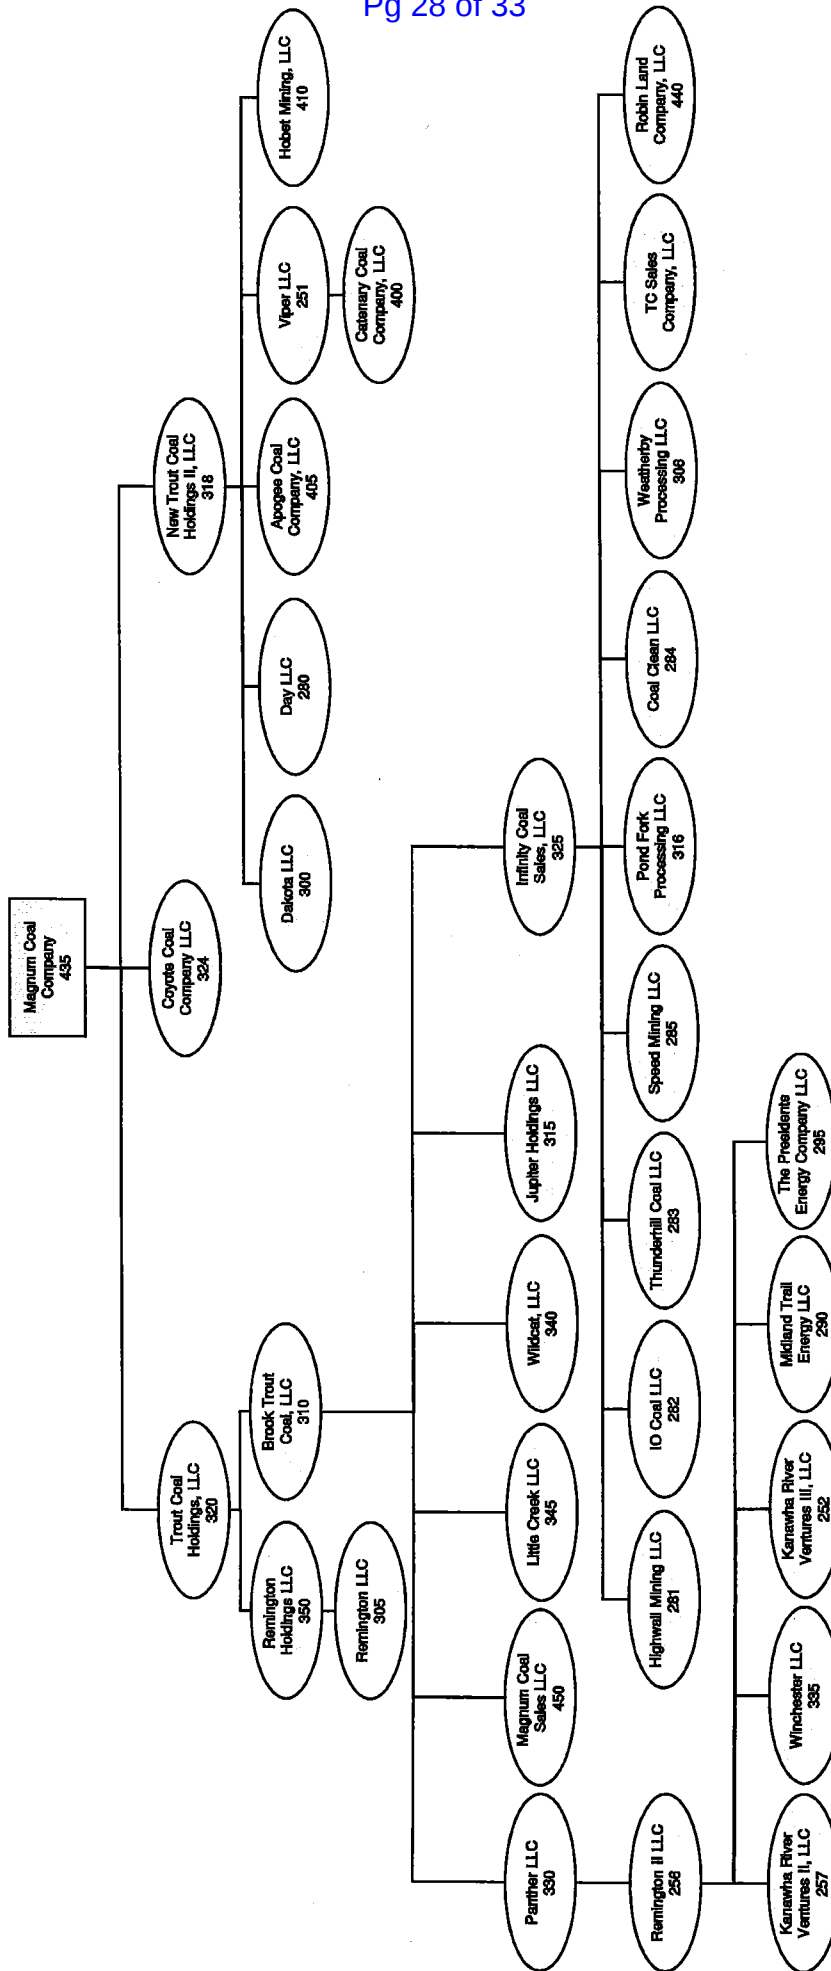 Pg 28 of 33
Magnum Coal
Company
435
Trout Coal
Holdings, LLC
320
Coyote Coal
Company LLC
324
New Trout Coal
Holdings II, LLC
318
Remington
Holdings LLC
350
Brook Trout
Coal, LLC
310
Dakota LLC
300
Day LLC
280
Apogee Coal
Company, LLC
405
Viper LLC
251
Hobet Mining, LLC
410
Remington LLC
305
Catenary Coal
Company, LLC
400
Panther LLC
330
Magnum Coal
Sales LLC
450
Little Creek LLC
345
Wildcat, LLC
340
Jupiter Holdings LLC
315
Infinity Coal
Sales, LLC
325
Remington II LLC
256
Highwall Mining LLC
281
IO Coal LLC
282
Thunderhill Coal LLC
283
Speed Mining LLC
285
Pond Fork
Processing LLC
316
Coal Clean LLC
284
Weatherby
Processing LLC
306
TC Sales
Company, LLC
Robin Land
Company, LLC
440
Kanawha River
Ventures II, LLC
257
Winchester LLC
335
Kanawha River
Ventures III, LLC
252
Midland Trail
Energy LLC
290
The Presidents
Energy Company LLC
295